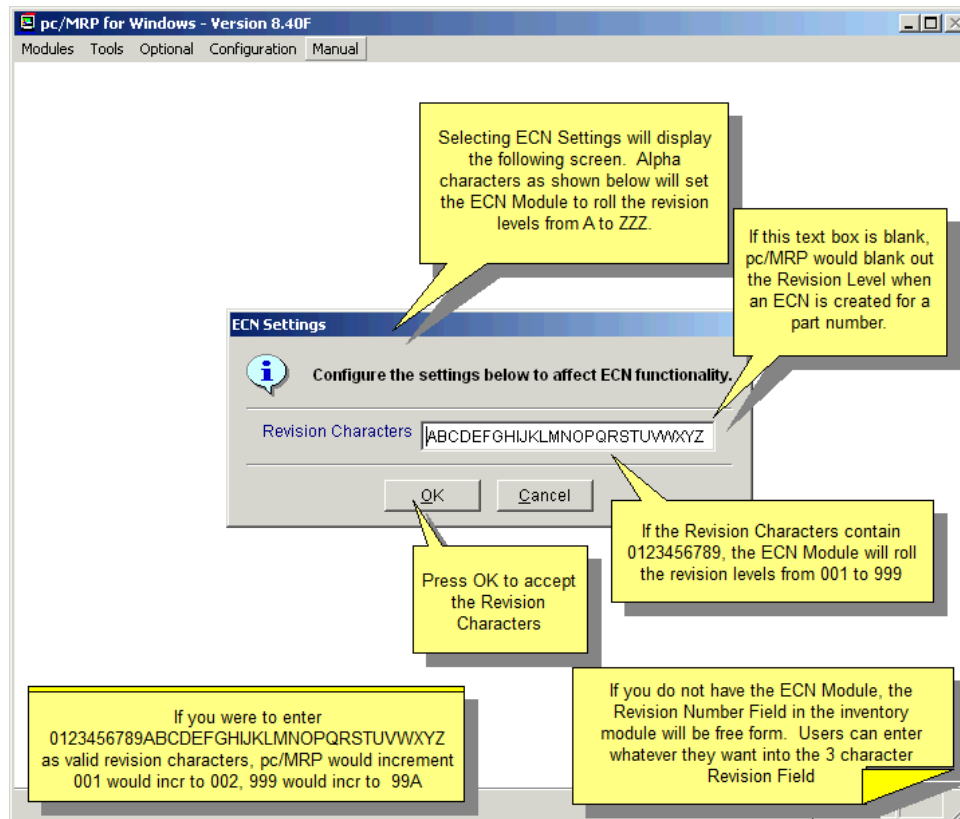 pc/MRP for Windows - Version 8.40F
Modules Tools Optional Configuration Manual
Selecting ECN Settings will display
the following screen. Alpha
characters as shown below will set
the ECN Module to roll the revision
levels from A to ZZZ.
If this text box is blank,
pc/MRP would blank out
the Revision Level when
an ECN is created for a
part number.
ECN Settings
Configure the settings below to affect ECN functionality.
Revision Characters ABCDEFGHIJKLMNOPQRSTUVWXYZ
OK Cancel
If the Revision Characters contain
0123456789, the ECN Module will roll
the revision levels from 001 to 999
Press OK to accept
the Revision
Characters
If you were to enter
0123456789ABCDEFGHIJKLMNOPQRSTUVWXYZ
as valid revision characters, pc/MRP would increment
001 would incr to 002, 999 would incr to 99A
If you do not have the ECN Module, the
Revision Number Field in the inventory
module will be free form. Users can enter
whatever they want into the 3 character
Revision Field